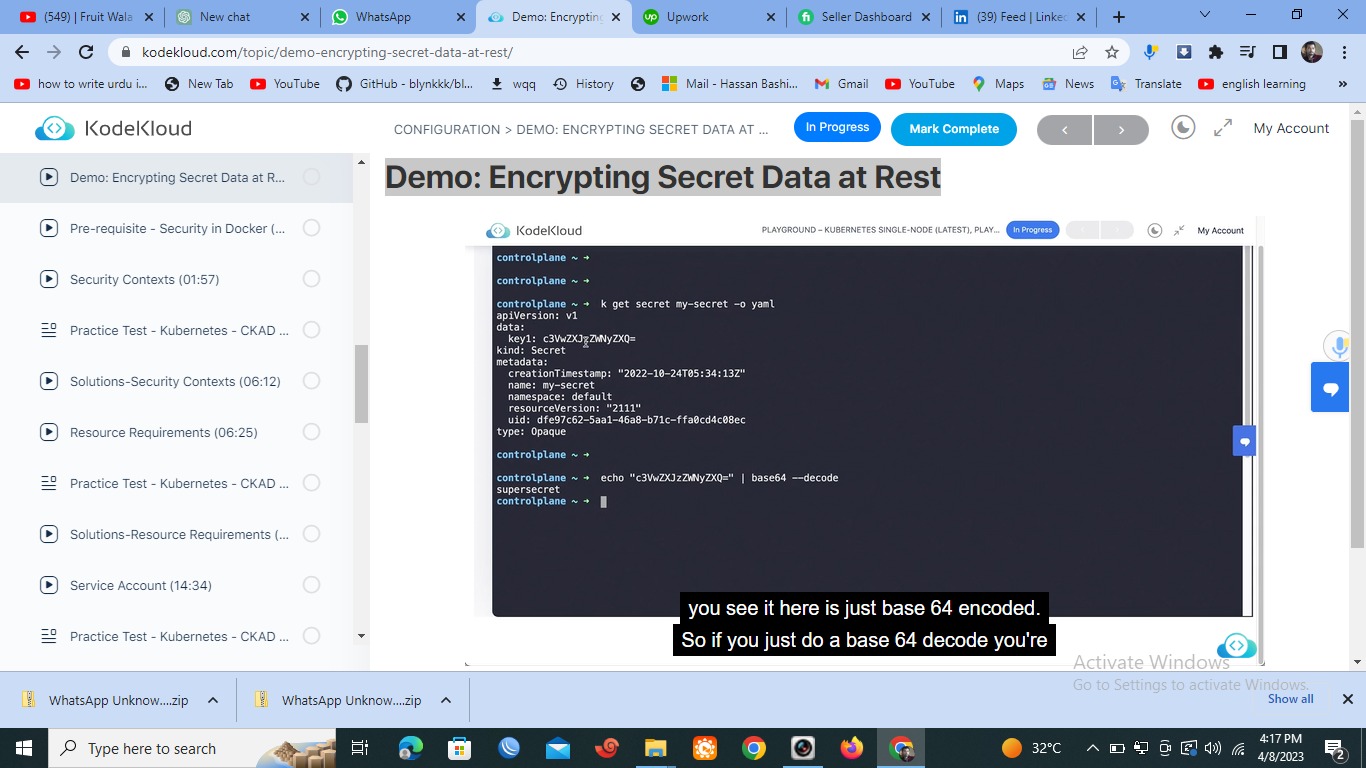 (549) Fruit Wala
New chat
WhatsApp
Demo: Encrypting
Upwork
Seller Dashboard
(39) Feed | Linked
kodekloud.com/topic/demo-encrypting-secret-data-at-rest/
how to write urdu i...
New Tab
YouTube
GitHub - blynkkk/bl...
wqq
History
Mail - Hassan Bashi...
Gmail
YouTube
Maps
News
Translate
english learning
KodeKloud
CONFIGURATION > DEMO: ENCRYPTING SECRET DATA AT ...
In Progress
Mark Complete
My Account
Demo: Encrypting Secret Data at R...
Pre-requisite - Security in Docker (...
Security Contexts (01:57)
Practice Test - Kubernetes - CKAD ...
Solutions-Security Contexts (06:12)
Resource Requirements (06:25)
Practice Test - Kubernetes - CKAD ...
Solutions-Resource Requirements (...
Service Account (14:34)
Practice Test - Kubernetes - CKAD ...
Demo: Encrypting Secret Data at Rest
KodeKloud
PLAYGROUND – KUBERNETES SINGLE-NODE (LATEST), PLAY...
In Progress
My Account
controlplane ~ ➜
controlplane ~ ➜
controlplane ~ ➜ k get secret my-secret -o yaml
apiVersion: v1
data:
key1: c3VwZXJzZWNyZXQ=
kind: Secret
metadata:
creationTimestamp: "2022-10-24T05:34:13Z"
name: my-secret
namespace: default
resourceVersion: "2111"
uid: dfe97c62-5aa1-46a8-b71c-ffa0cd4c08ec
type: Opaque
controlplane ~ ➜
controlplane ~ ➜ echo "c3VwZXJzZWNyZXQ=" | base64 --decode
supersecret
controlplane ~ ➜
you see it here is just base 64 encoded.
So if you just do a base 64 decode you're
Activate Windows
Go to Settings to activate Windows.
WhatsApp Unknow....zip
WhatsApp Unknow....zip
Show all
Type here to search
32°C
4:17 PM
4/8/2023
2